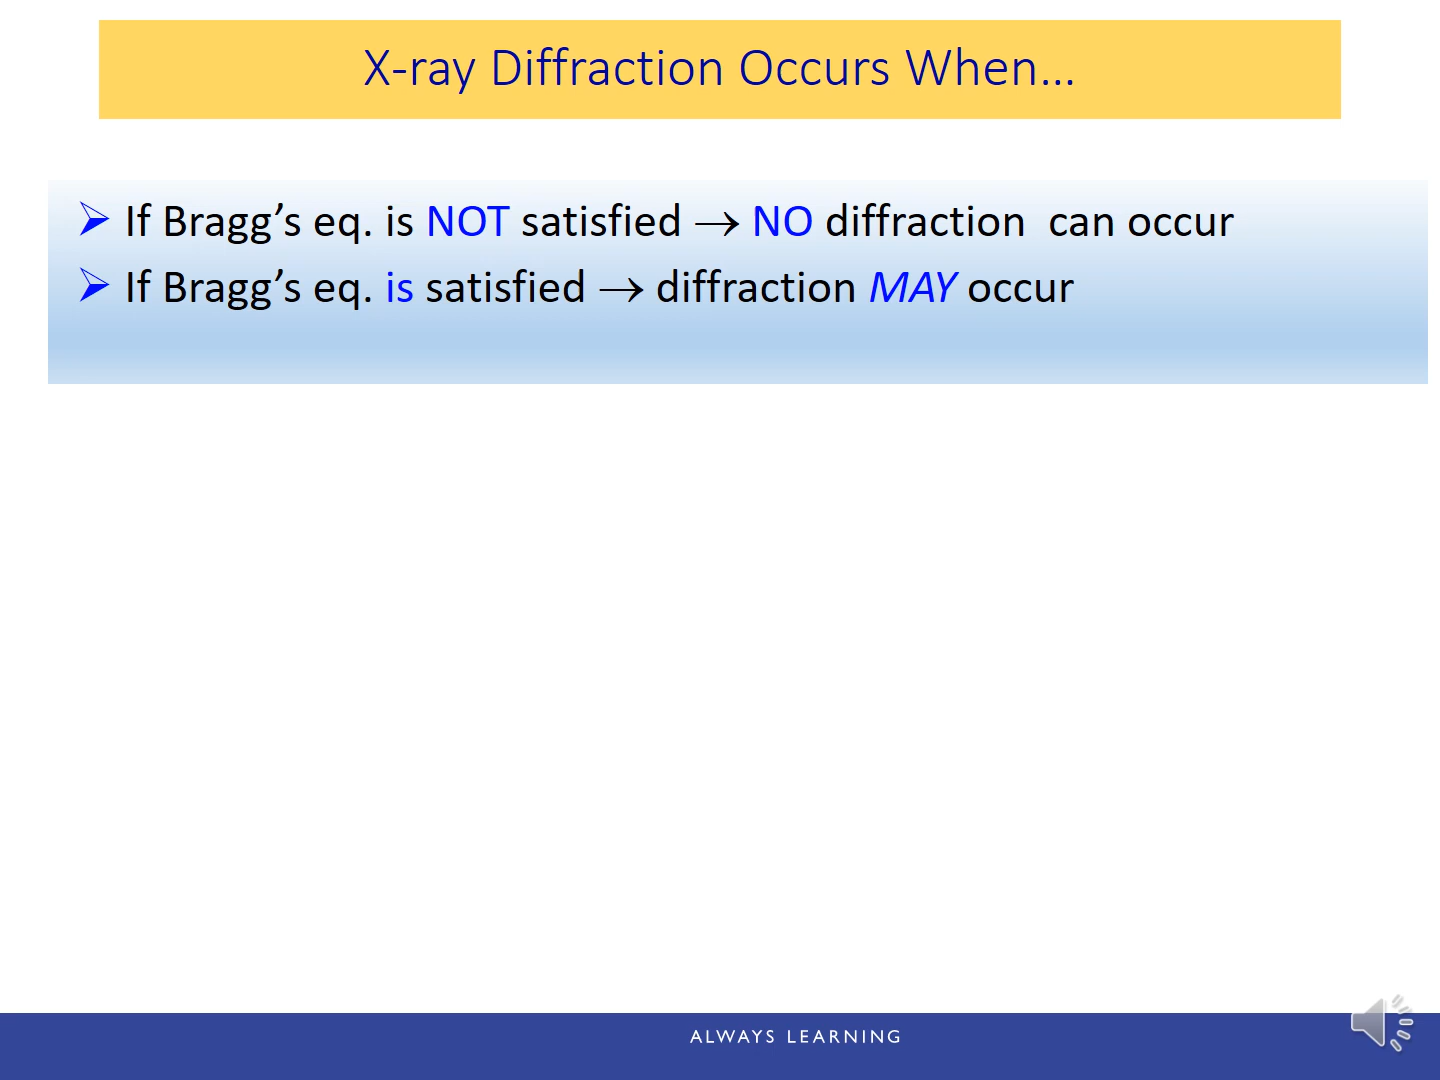 X-ray Diffraction Occurs When…
➢ If Bragg’s eq. is NOT satisfied → NO diffraction  can occur
➢ If Bragg’s eq. is satisfied → diffraction MAY occur
ALWAYS LEARNING